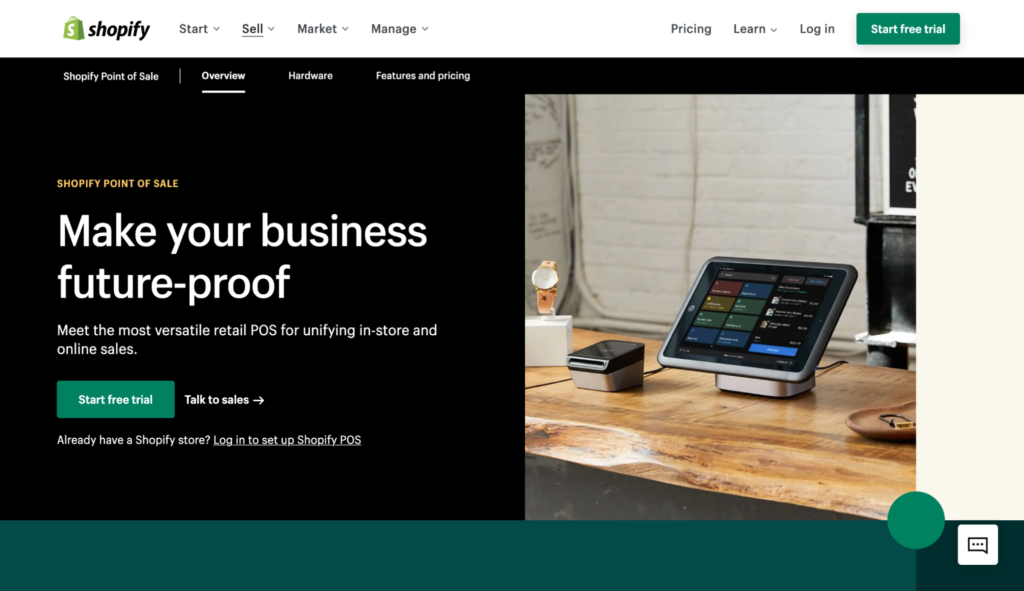 shopify
Start Sell Market Manage Pricing Learn Log in Start free trial
Shopify Point of Sale Overview Hardware Features and pricing
SHOPIFY POINT OF SALE
Make your business
future-proof
Meet the most versatile retail POS for unifying in-store and
online sales.
Start free trial Talk to sales →
Already have a Shopify store? Log in to set up Shopify POS